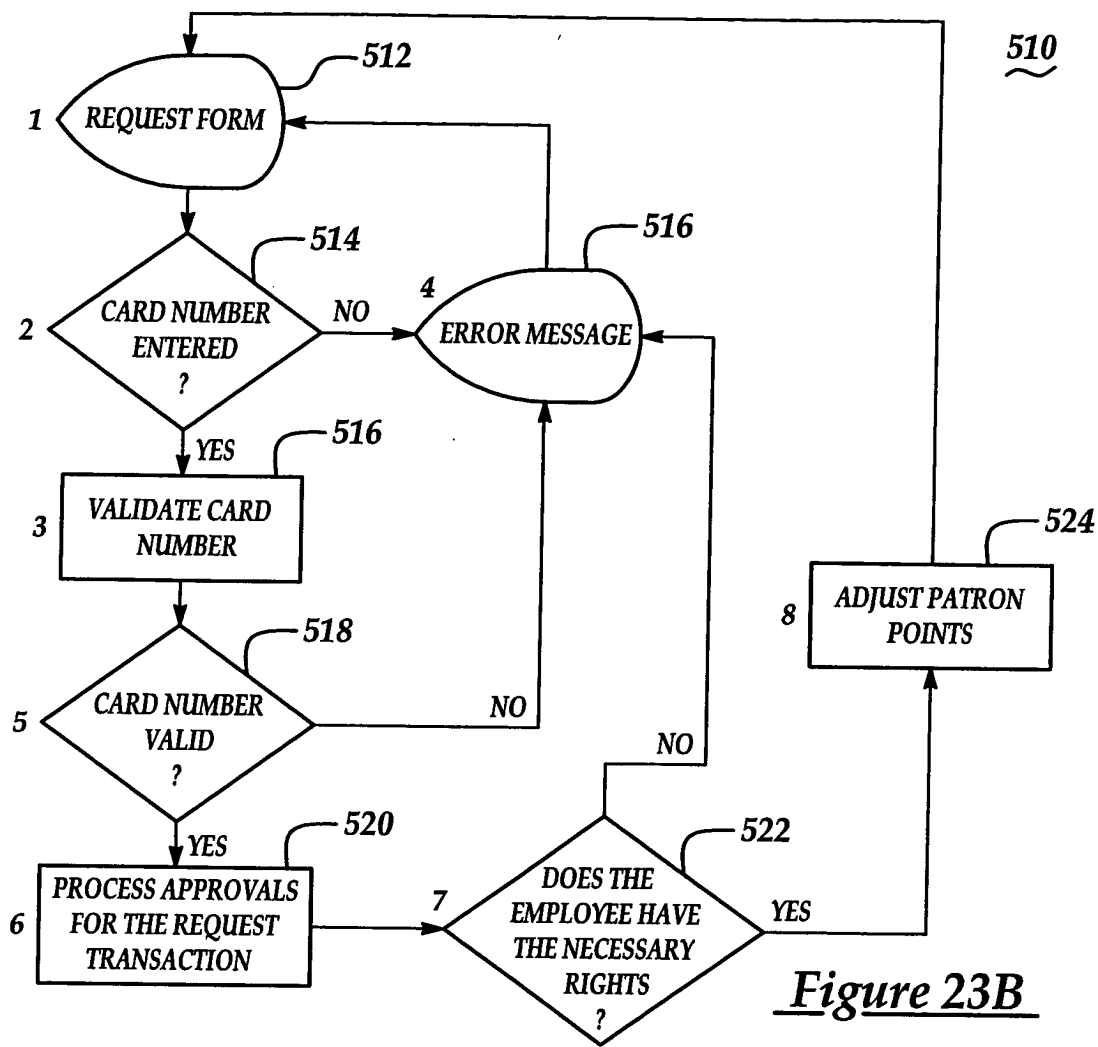 510
512
1
REQUEST FORM
514
2
CARD NUMBER
ENTERED
?
NO
516
4
ERROR MESSAGE
YES
516
3
VALIDATE CARD
NUMBER
518
5
CARD NUMBER
VALID
?
NO
YES
520
6
PROCESS APPROVALS
FOR THE REQUEST
TRANSACTION
522
7
DOES THE
EMPLOYEE HAVE
THE NECESSARY
RIGHTS
?
NO
YES
524
8
ADJUST PATRON
POINTS
Figure 23B